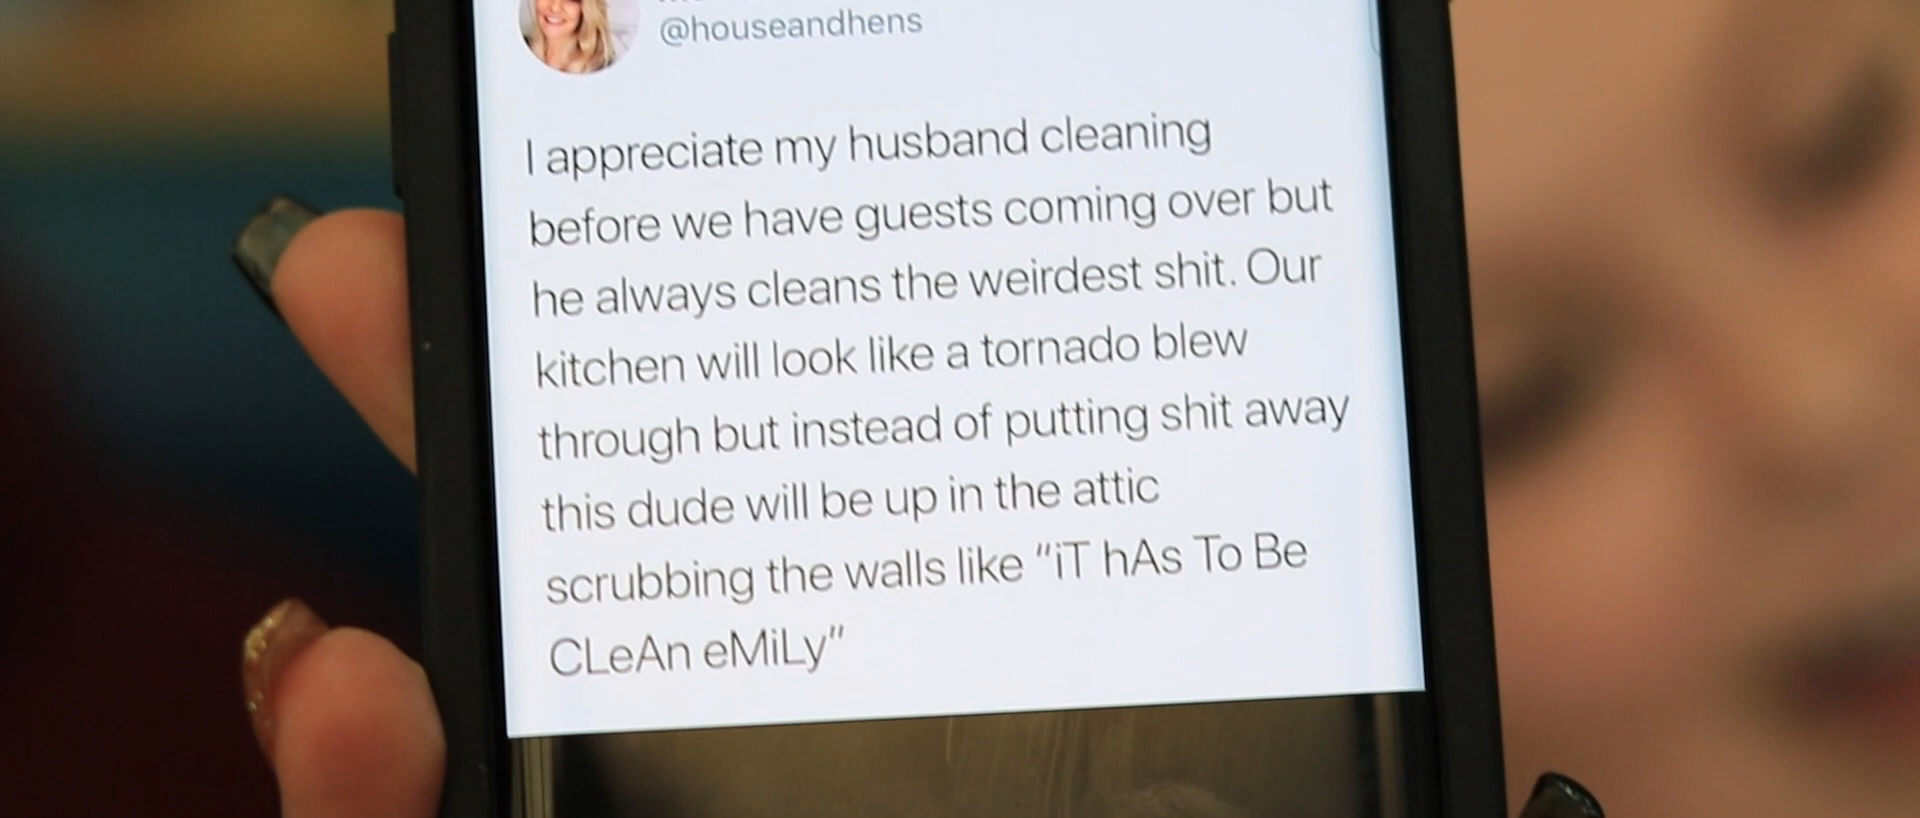 @houseandhens
I appreciate my husband cleaning
before we have guests coming over but
he always cleans the weirdest shit. Our
kitchen will look like a tornado blew
through but instead of putting shit away
this dude will be up in the attic
scrubbing the walls like "iT hAs To Be
CLeAn eMiLy"